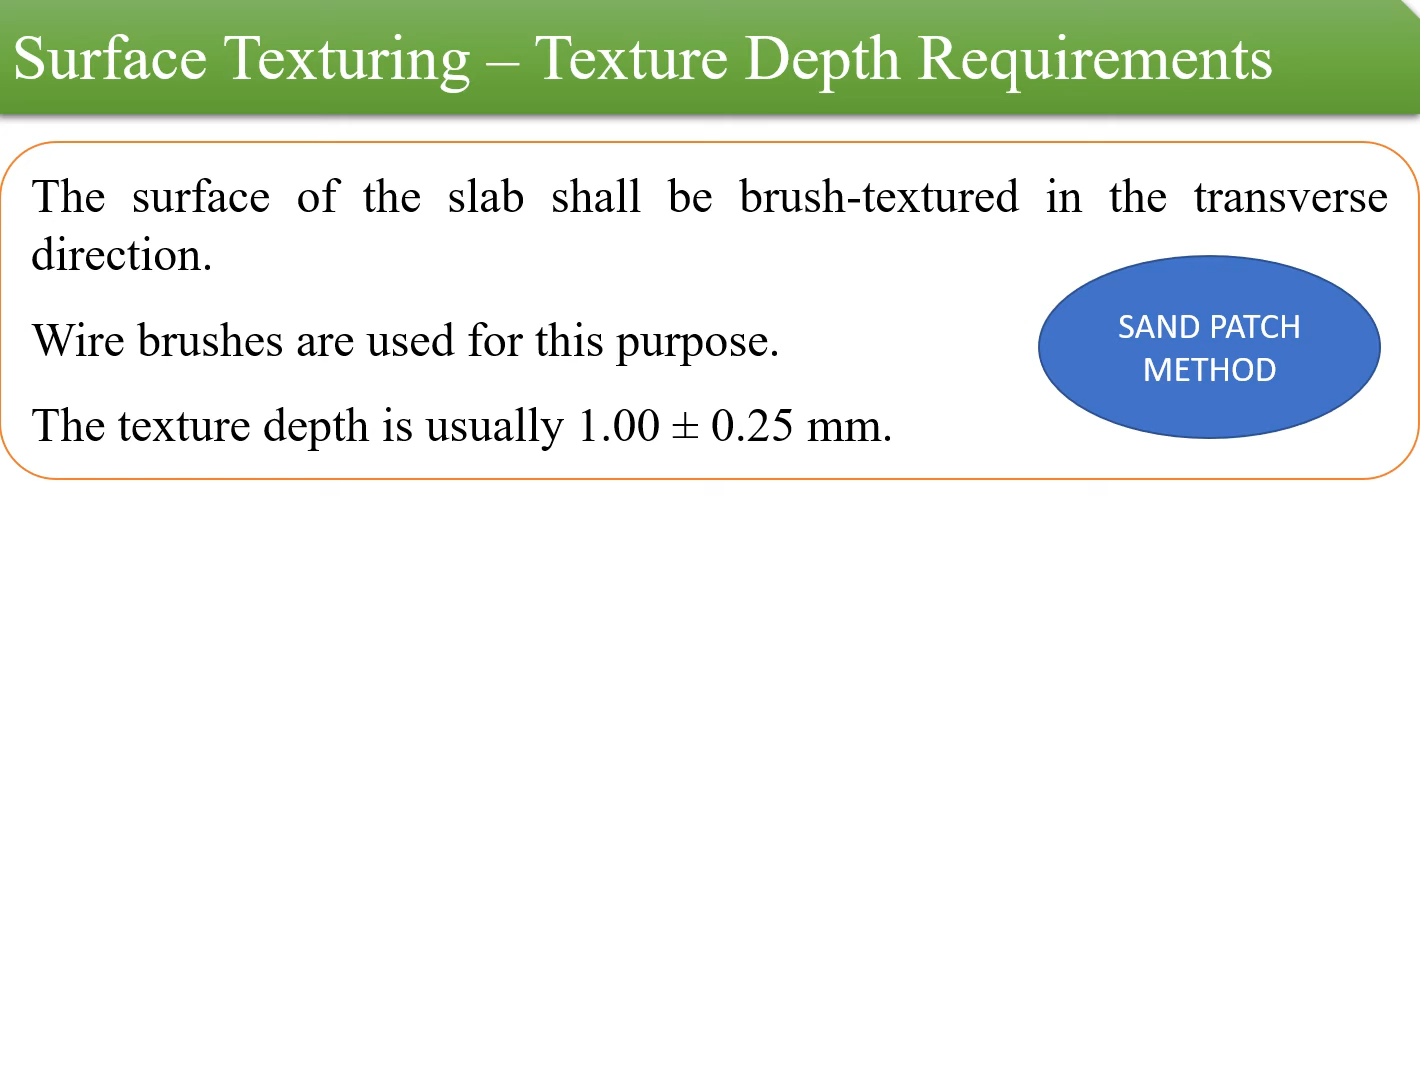 Surface Texturing – Texture Depth Requirements
The surface of the slab shall be brush-textured in the transverse
direction.
Wire brushes are used for this purpose.
The texture depth is usually 1.00 ± 0.25 mm.
SAND PATCH
METHOD